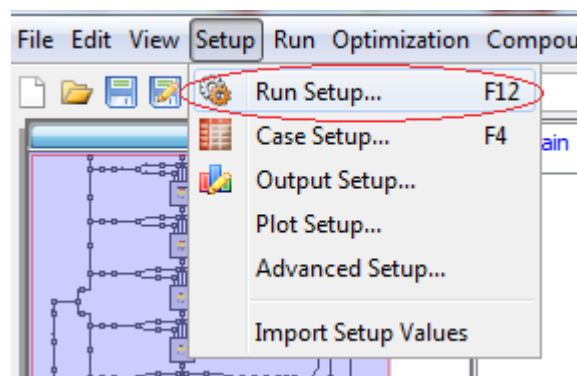 File Edit View Setup Run Optimization Compou
Run Setup... F12
Case Setup... F4
ain
Output Setup...
Plot Setup...
Advanced Setup...
Import Setup Values